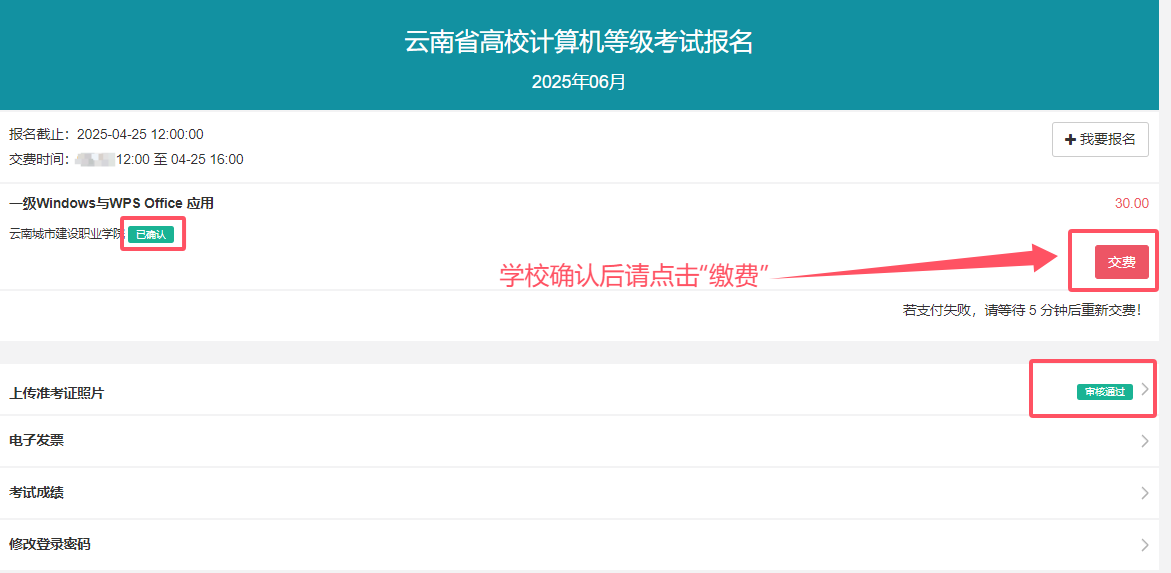 云南省高校计算机等级考试报名
2025年06月
报名截止：2025-04-25 12:00:00
+ 我要报名
交费时间：12:00 至 04-25 16:00
一级Windows与WPS Office 应用
30.00
云南城市建设职业学院 已确认
交费
学校确认后请点击“缴费”
若支付失败，请等待 5 分钟后重新交费！
上传准考证照片
审核通过
电子发票
考试成绩
修改登录密码